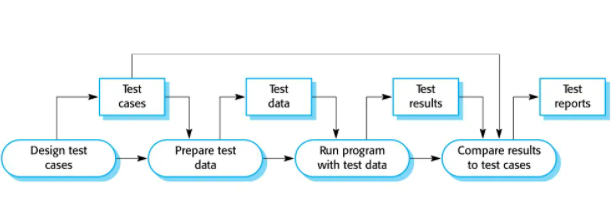 Test
cases
Test
data
Test
results
Test
reports
Design test
cases
Prepare test
data
Run program
with test data
Compare results
to test cases